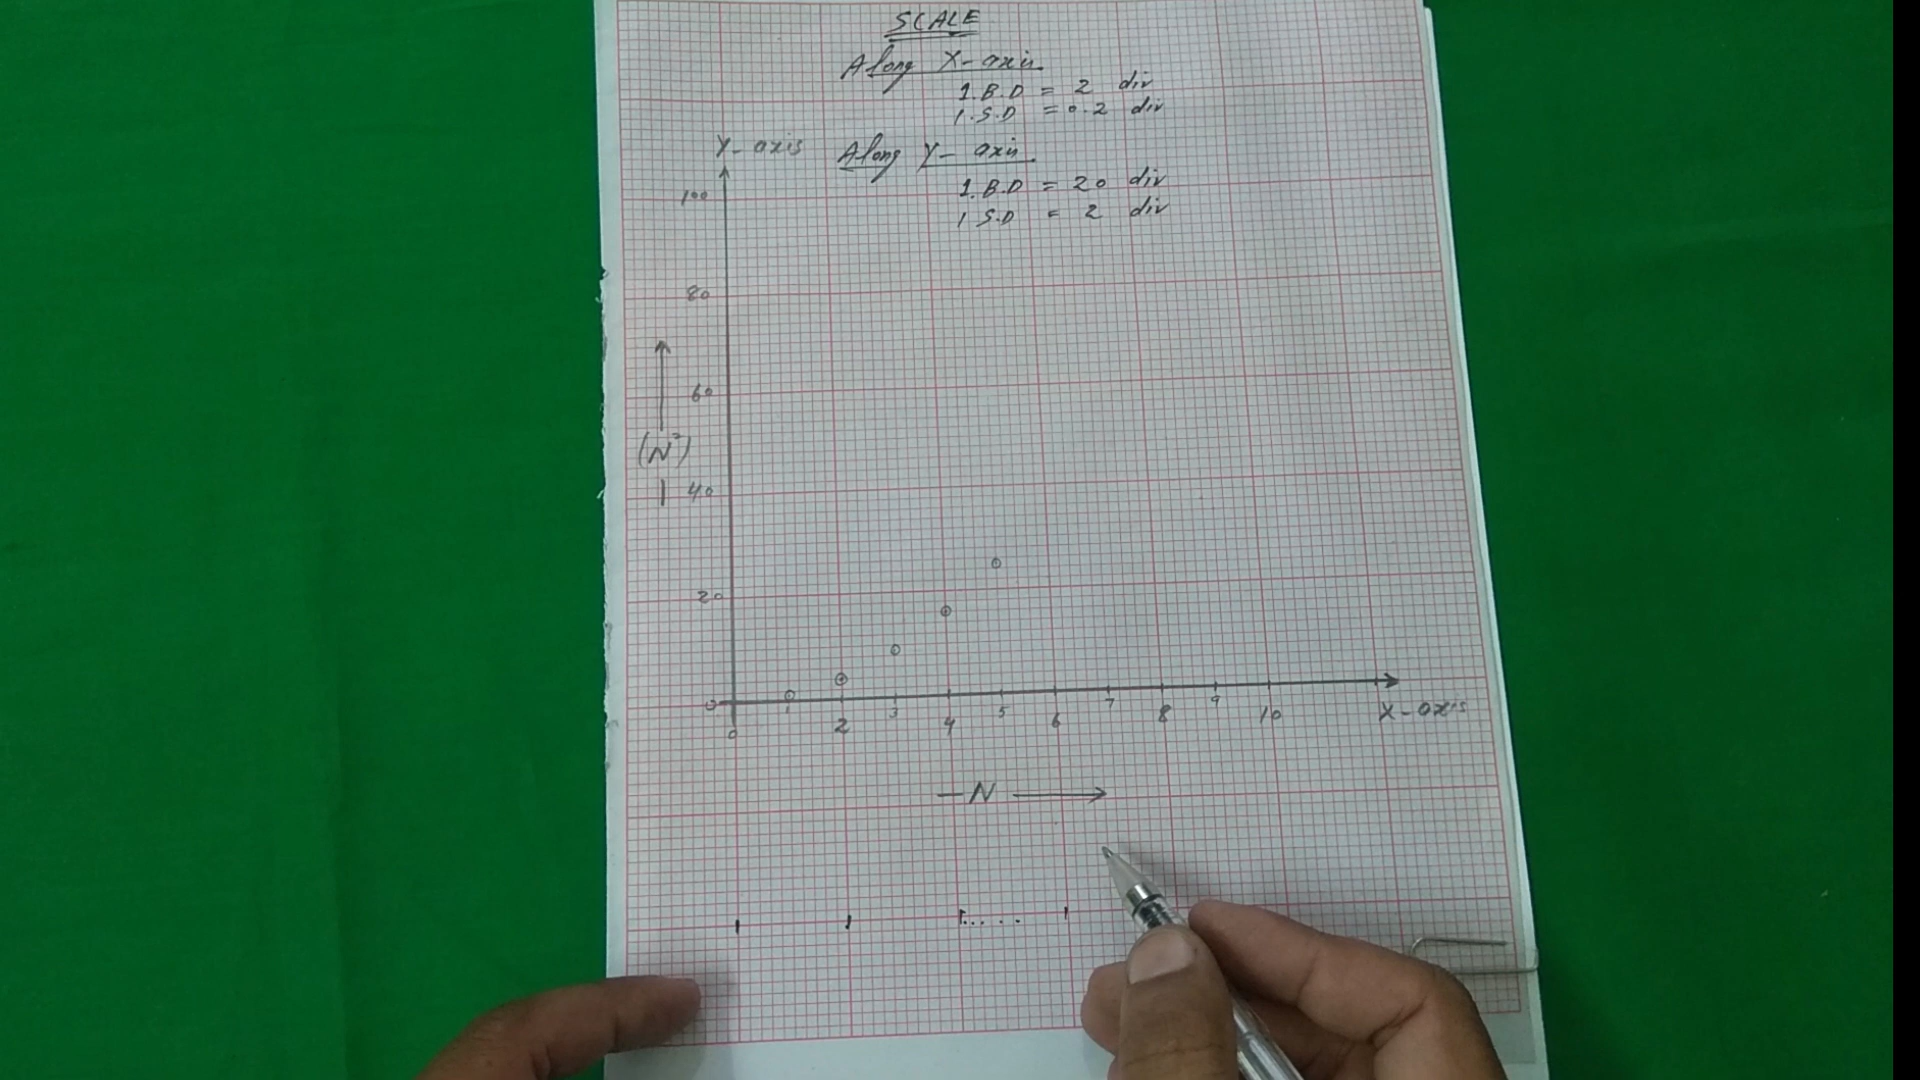 SCALE
Along X-axis
1.B.D = 2 div
1.S.D = 0.2 div
Y-axis
Along Y-axis
1.B.D = 20 div
1 S.D = 2 div
100
80
60
(N²)
40
20
0
0 1 2 3 4 5 6 7 8 9 10
X-axis
N